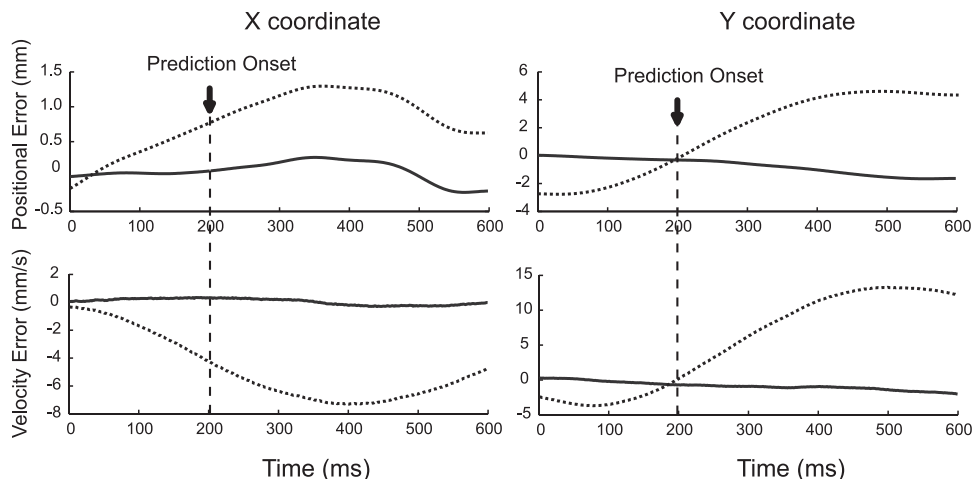 X coordinate
Y coordinate
Positional Error (mm)
Prediction Onset
1.5
1.0
0.5
0
-0.5
0 100 200 300 400 500 600
Prediction Onset
6
4
2
0
-2
-4
0 100 200 300 400 500 600
Velocity Error (mm/s)
2
0
-2
-4
-6
-8
0 100 200 300 400 500 600
Time (ms)
15
10
5
0
-5
0 100 200 300 400 500 600
Time (ms)